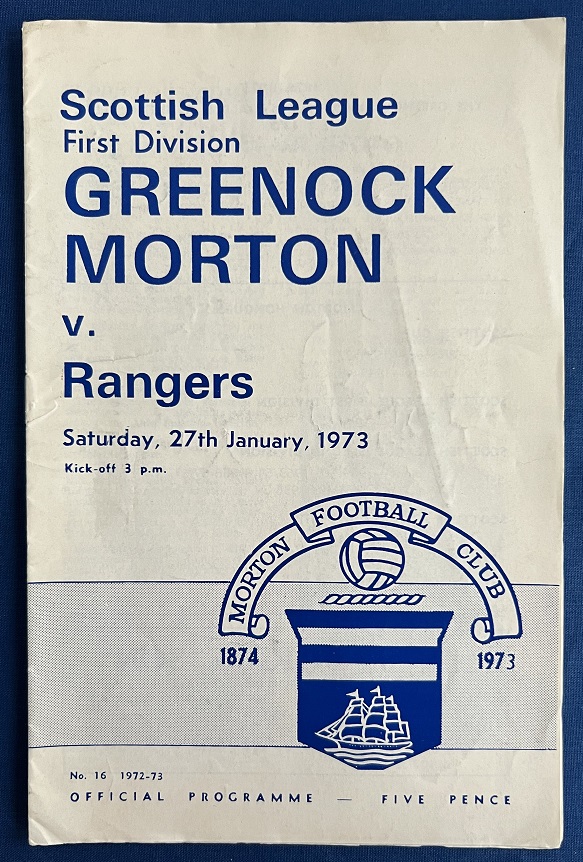 Scottish League
First Division
GREENOCK
MORTON
v.
Rangers
Saturday, 27th January, 1973
Kick-off 3 p.m.
MORTON FOOTBALL CLUB
1874 1973
No. 16 1972-73
OFFICIAL PROGRAMME — FIVE PENCE